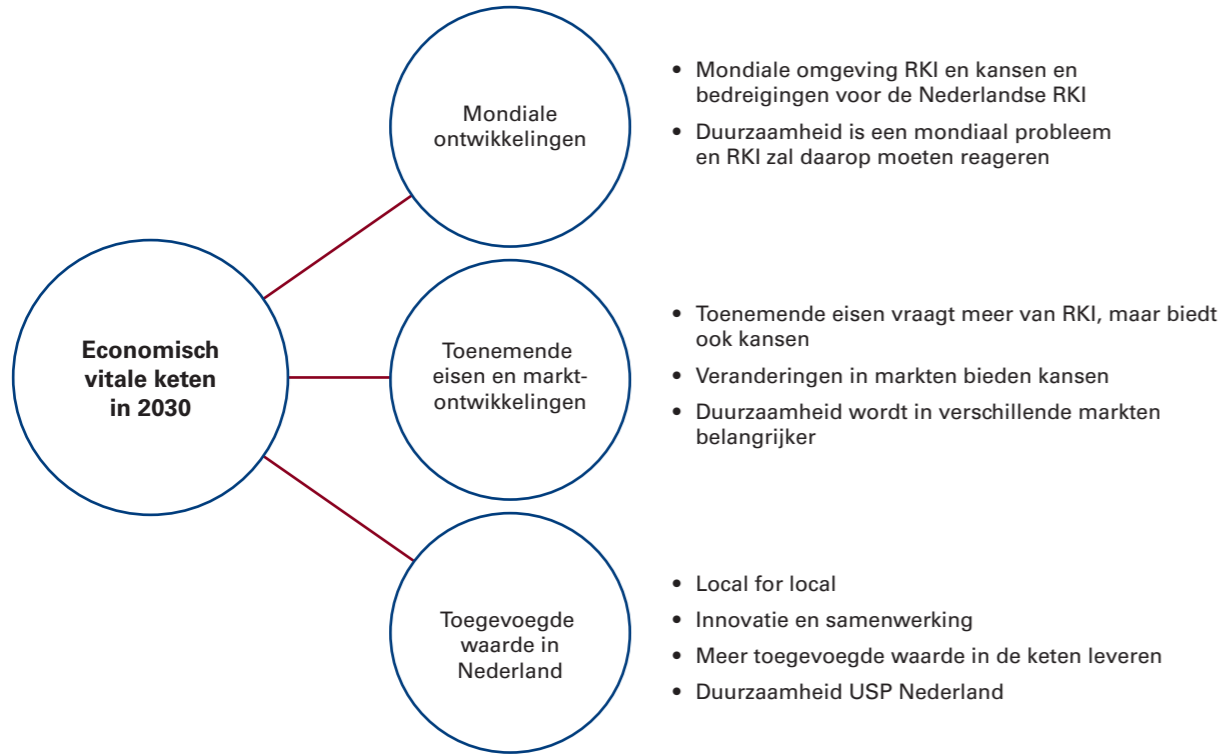 Economisch
vitale keten
in 2030
Mondiale
ontwikkelingen
• Mondiale omgeving RKI en kansen en
bedreigingen voor de Nederlandse RKI
• Duurzaamheid is een mondiaal probleem
en RKI zal daarop moeten reageren
Toenemende
eisen en markt-
ontwikkelingen
• Toenemende eisen vraagt meer van RKI, maar biedt
ook kansen
• Veranderingen in markten bieden kansen
• Duurzaamheid wordt in verschillende markten
belangrijker
Toegevoegde
waarde in
Nederland
• Local for local
• Innovatie en samenwerking
• Meer toegevoegde waarde in de keten leveren
• Duurzaamheid USP Nederland